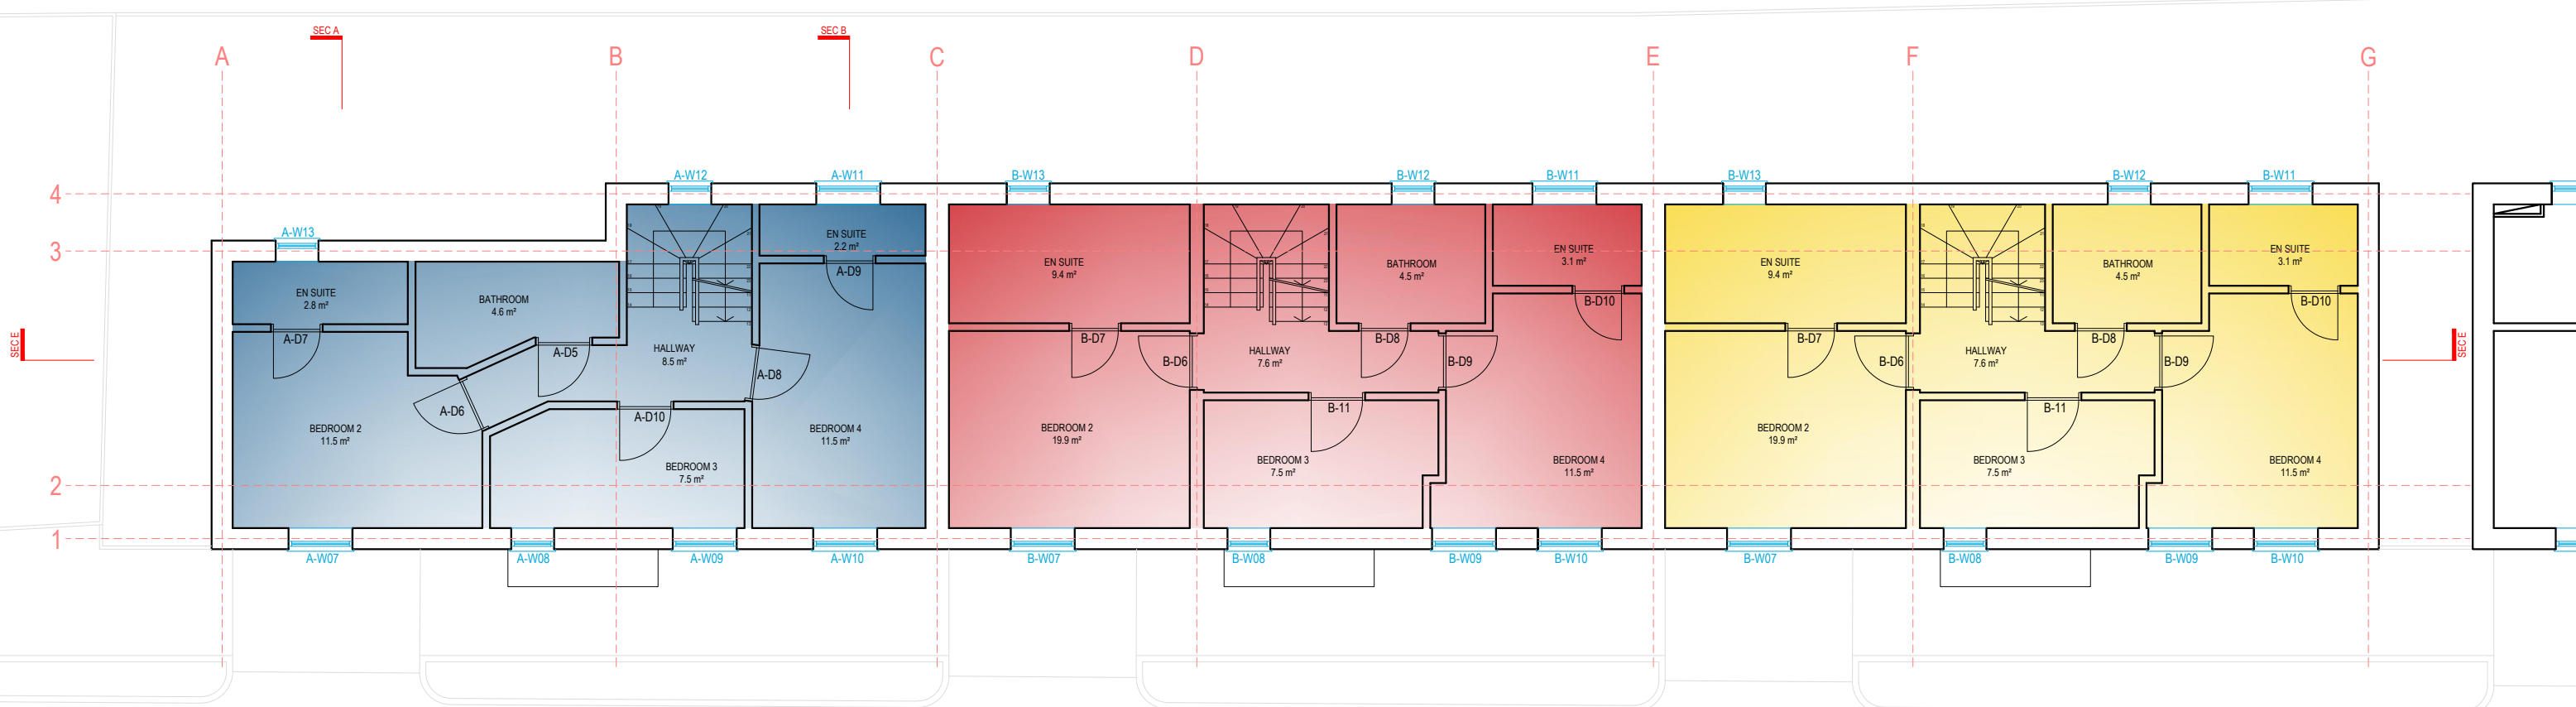 SEC A
SEC B
A
B
C
D
E
F
G
A-W12
A-W11
B-W13
B-W12
B-W11
B-W13
B-W12
B-W11
4
A-W13
3
EN SUITE
2.2 m²
A-D9
EN SUITE
9.4 m²
BATHROOM
4.5 m²
EN SUITE
3.1 m²
EN SUITE
9.4 m²
BATHROOM
4.5 m²
EN SUITE
3.1 m²
EN SUITE
2.8 m²
BATHROOM
4.6 m²
B-D10
B-D10
SEC E
A-D7
A-D5
HALLWAY
8.5 m²
B-D7
B-D6
HALLWAY
7.6 m²
B-D8
B-D9
B-D7
B-D6
HALLWAY
7.6 m²
B-D8
B-D9
SEC E
A-D8
A-D6
A-D10
B-11
B-11
BEDROOM 2
11.5 m²
BEDROOM 4
11.5 m²
BEDROOM 2
19.9 m²
BEDROOM 2
19.9 m²
BEDROOM 3
7.5 m²
BEDROOM 3
7.5 m²
BEDROOM 4
11.5 m²
BEDROOM 3
7.5 m²
BEDROOM 4
11.5 m²
2
1
A-W07
A-W08
A-W09
A-W10
B-W07
B-W08
B-W09
B-W10
B-W07
B-W08
B-W09
B-W10